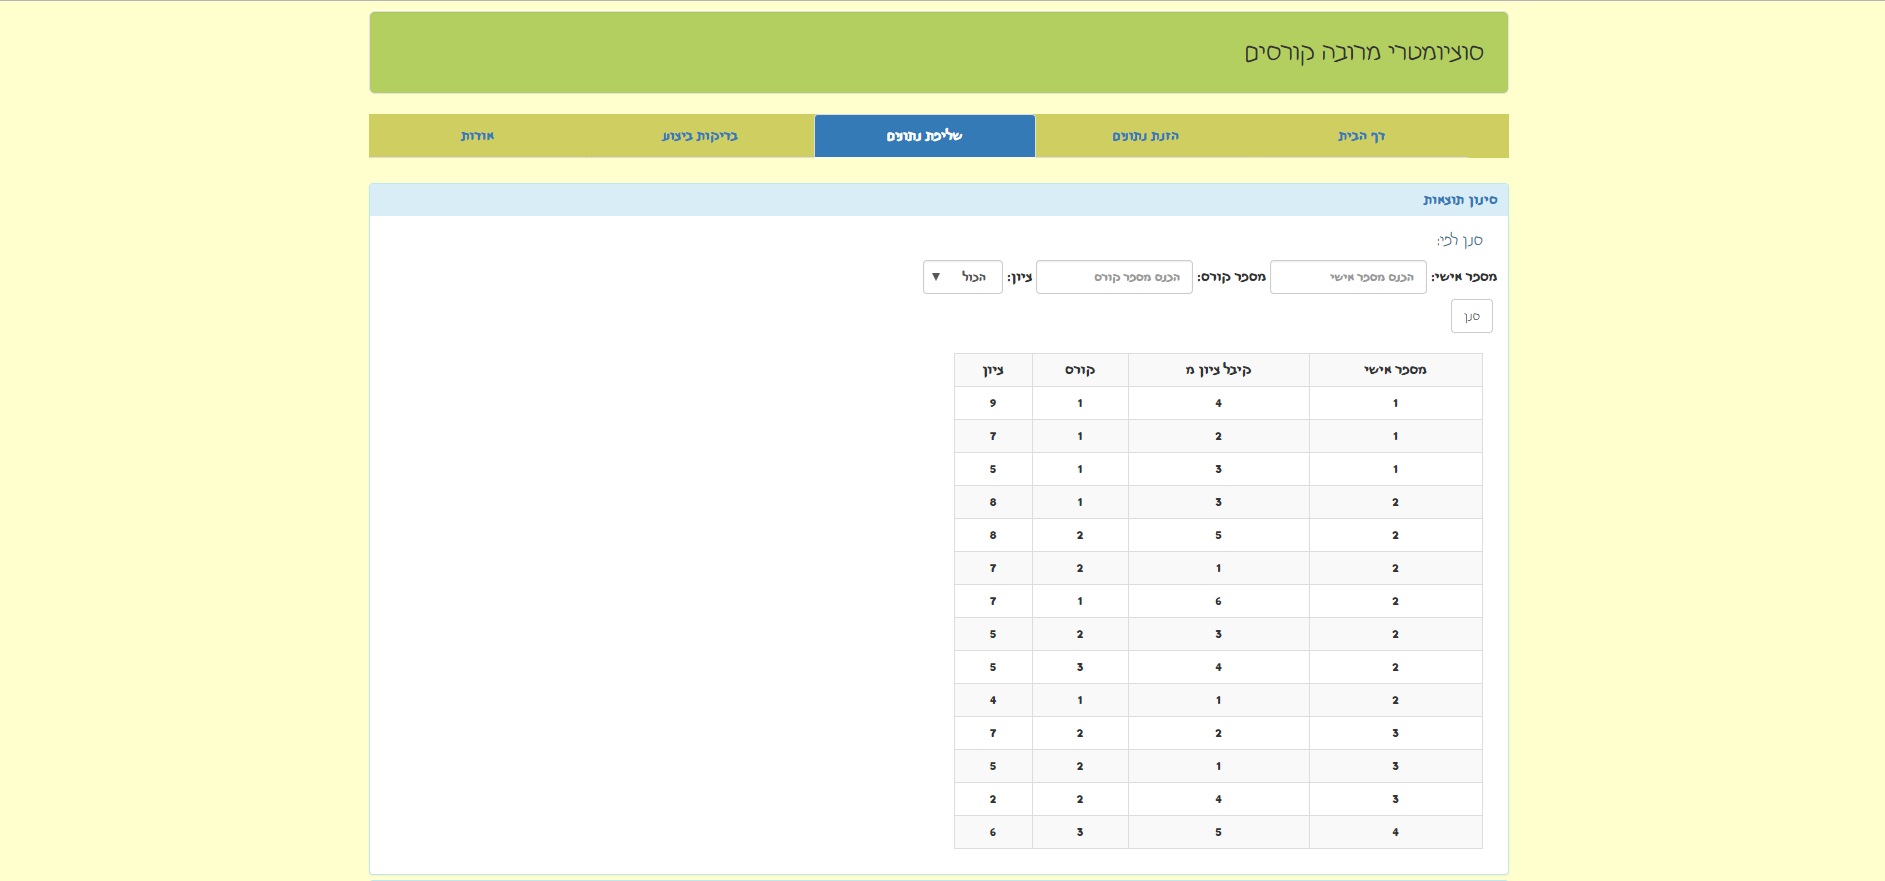 סוציומטרי מרובה קורסים
דף הבית הזנת נתונים שליפת נתונים בדיקות ביצוע אודות
סינון תוצאות
סנן לפי:
מספר אישי: הכנס מספר אישי מספר קורס: הכנס מספר קורס ציון: הכול
סנן
מספר אישי קיבל ציון מ קורס ציון
1 4 1 9
1 2 1 7
1 3 1 5
2 3 1 8
2 5 2 8
2 1 2 7
2 6 1 7
2 3 2 5
2 4 3 5
2 1 1 4
3 2 2 7
3 1 2 5
3 4 2 2
4 5 3 6